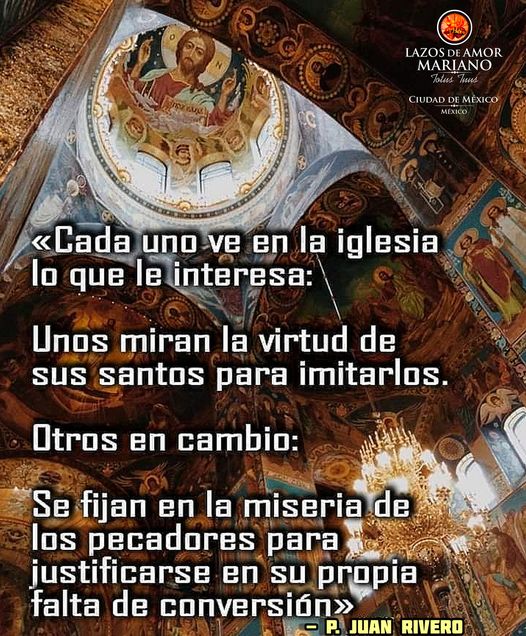 LAZOS DE AMOR
MARIANO
Totus Tuus
CIUDAD DE MÉXICO
MÉXICO
«Cada uno ve en la iglesia
lo que le interesa:
Unos miran la virtud de
sus santos para imitarlos.
Otros en cambio:
Se fijan en la miseria de
los pecadores para
justificarse en su propia
falta de conversión»
– P. JUAN RIVERO